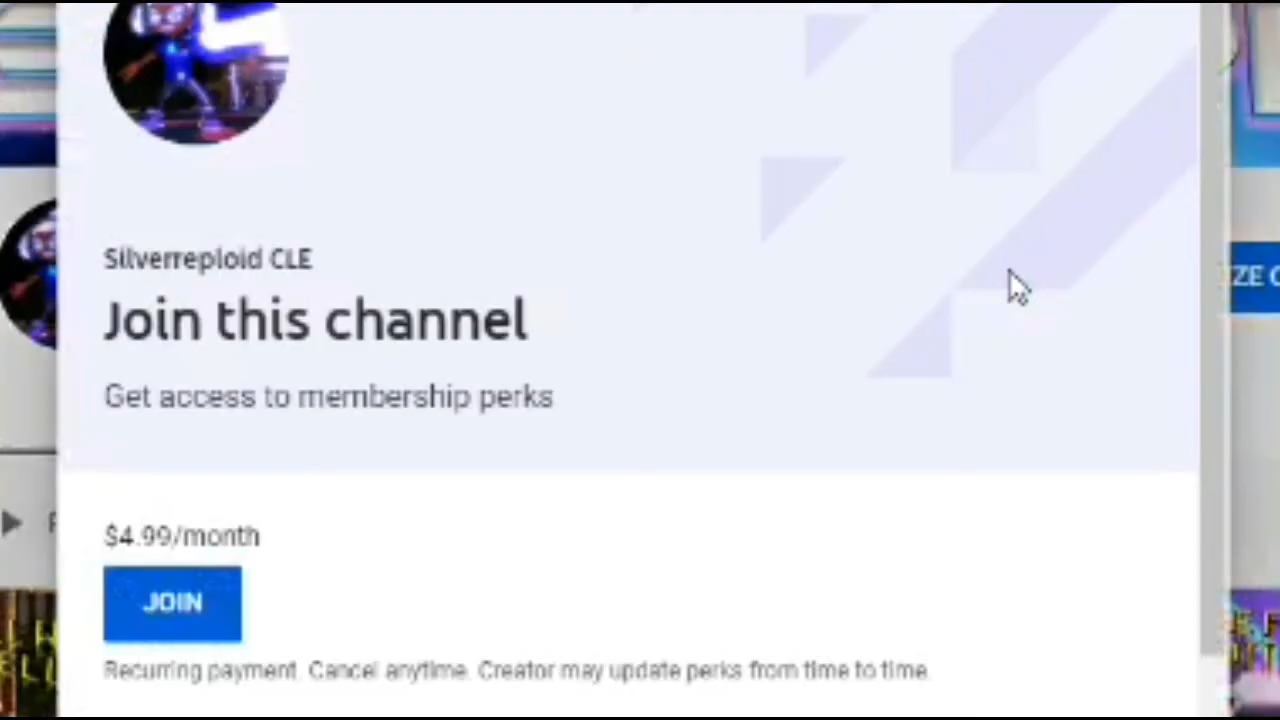 Silverreploid CLE
Join this channel
Get access to membership perks
$4.99/month
JOIN
Recurring payment. Cancel anytime. Creator may update perks from time to time.